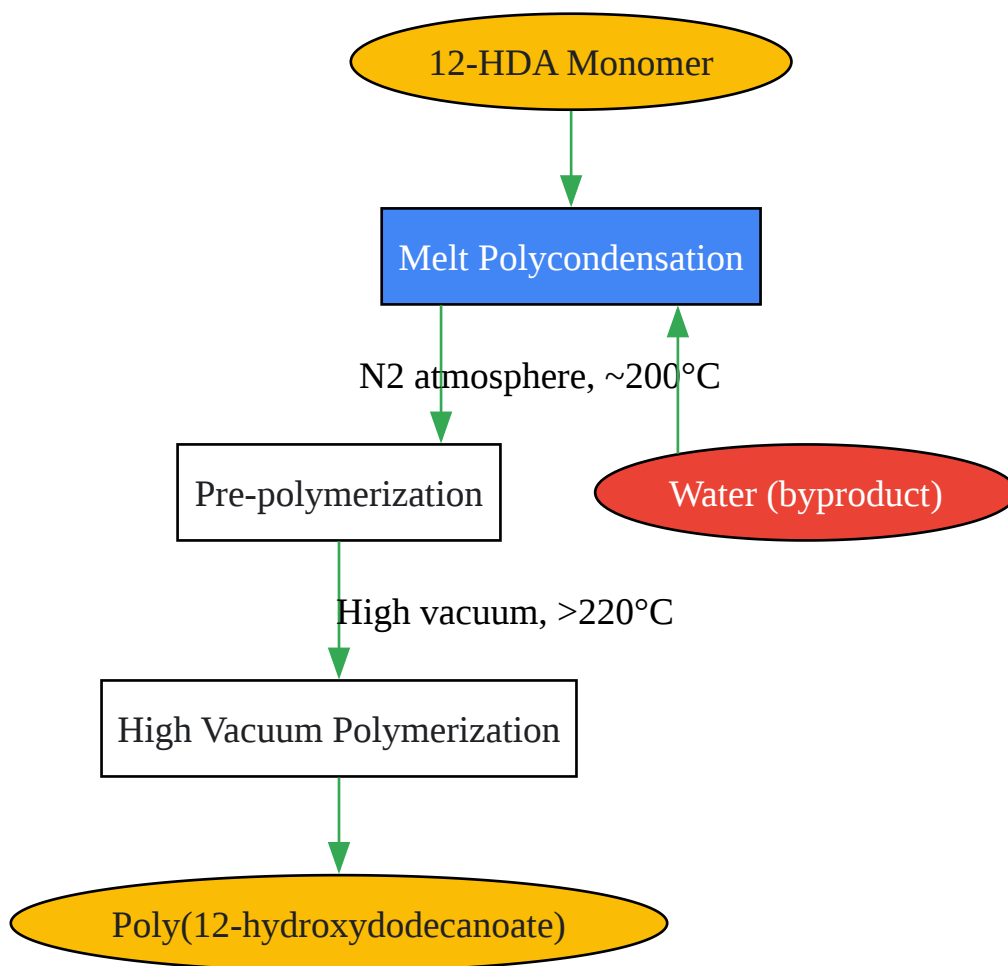 12-HDA Monomer
Melt Polycondensation
N2 atmosphere, ~200°C
Pre-polymerization
Water (byproduct)
High vacuum, >220°C
High Vacuum Polymerization
Poly(12-hydroxydodecanoate)